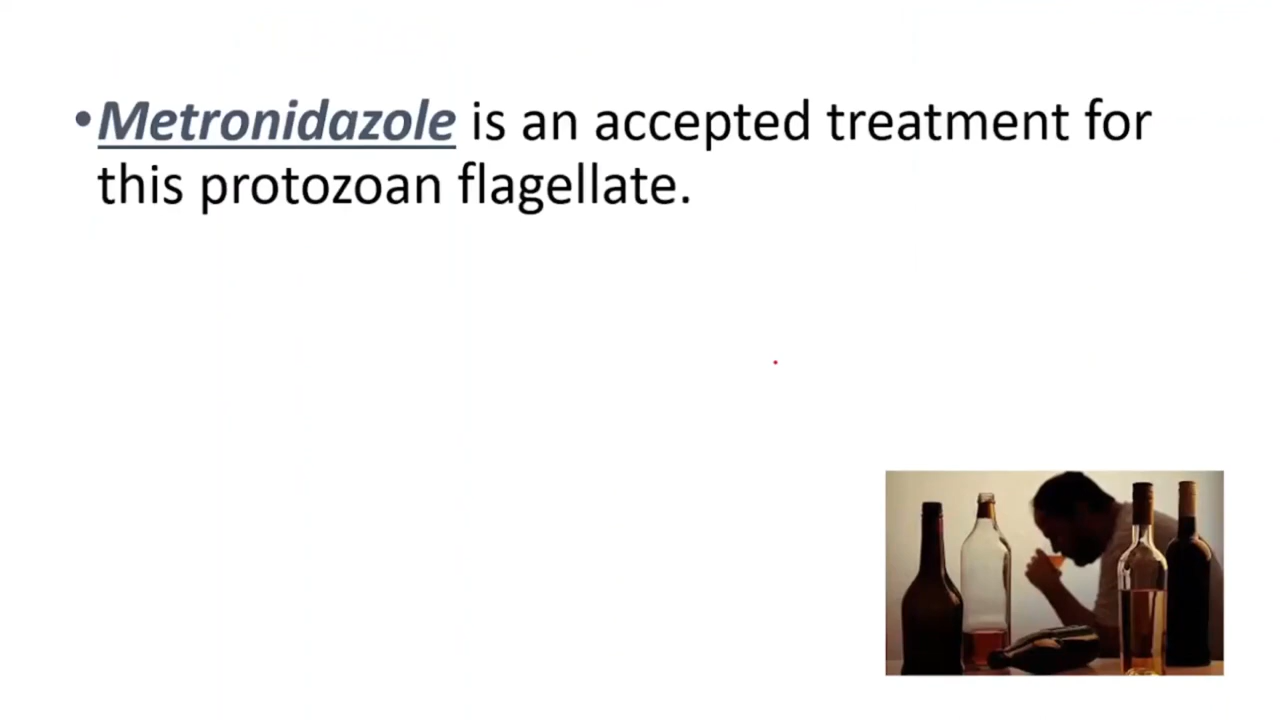 •Metronidazole is an accepted treatment for
this protozoan flagellate.